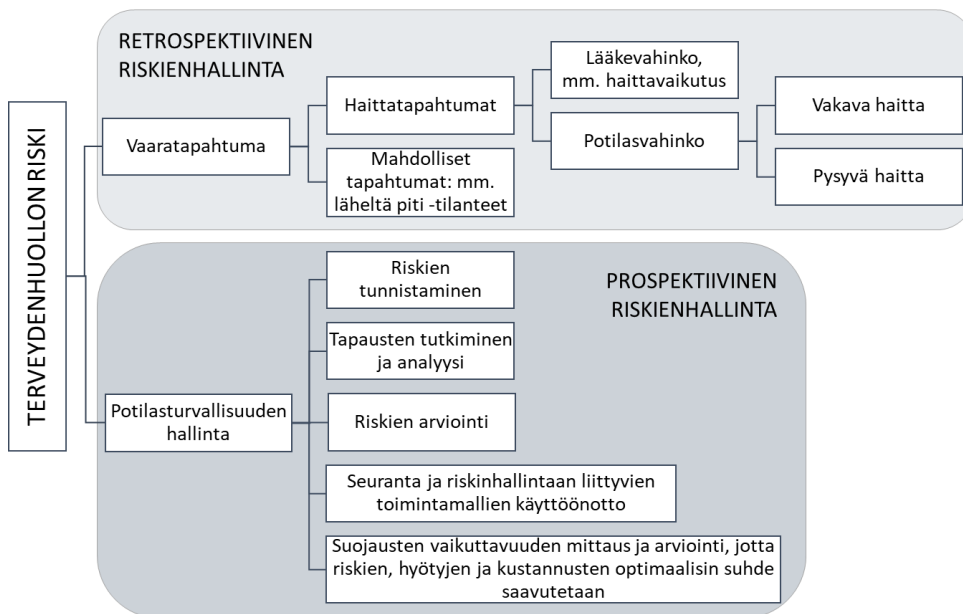 TERVEYDENHUOLLON RISKI
RETROSPEKTIIVINEN
RISKIENHALLINTA
Vaaratapahtuma
Haittatapahtumat
Mahdolliset
tapahtumat: mm.
läheltä piti -tilanteet
Lääkevahinko,
mm. haittavaikutus
Potilasvahinko
Vakava haitta
Pysyvä haitta
PROSPEKTIIVINEN
RISKIENHALLINTA
Potilasturvallisuuden
hallinta
Riskien
tunnistaminen
Tapausten tutkiminen
ja analyysi
Riskien arviointi
Seuranta ja riskinhallintaan liittyvien
toimintamallien käyttöönotto
Suojausten vaikuttavuuden mittaus ja arviointi, jotta
riskien, hyötyjen ja kustannusten optimaalisin suhde
saavutetaan